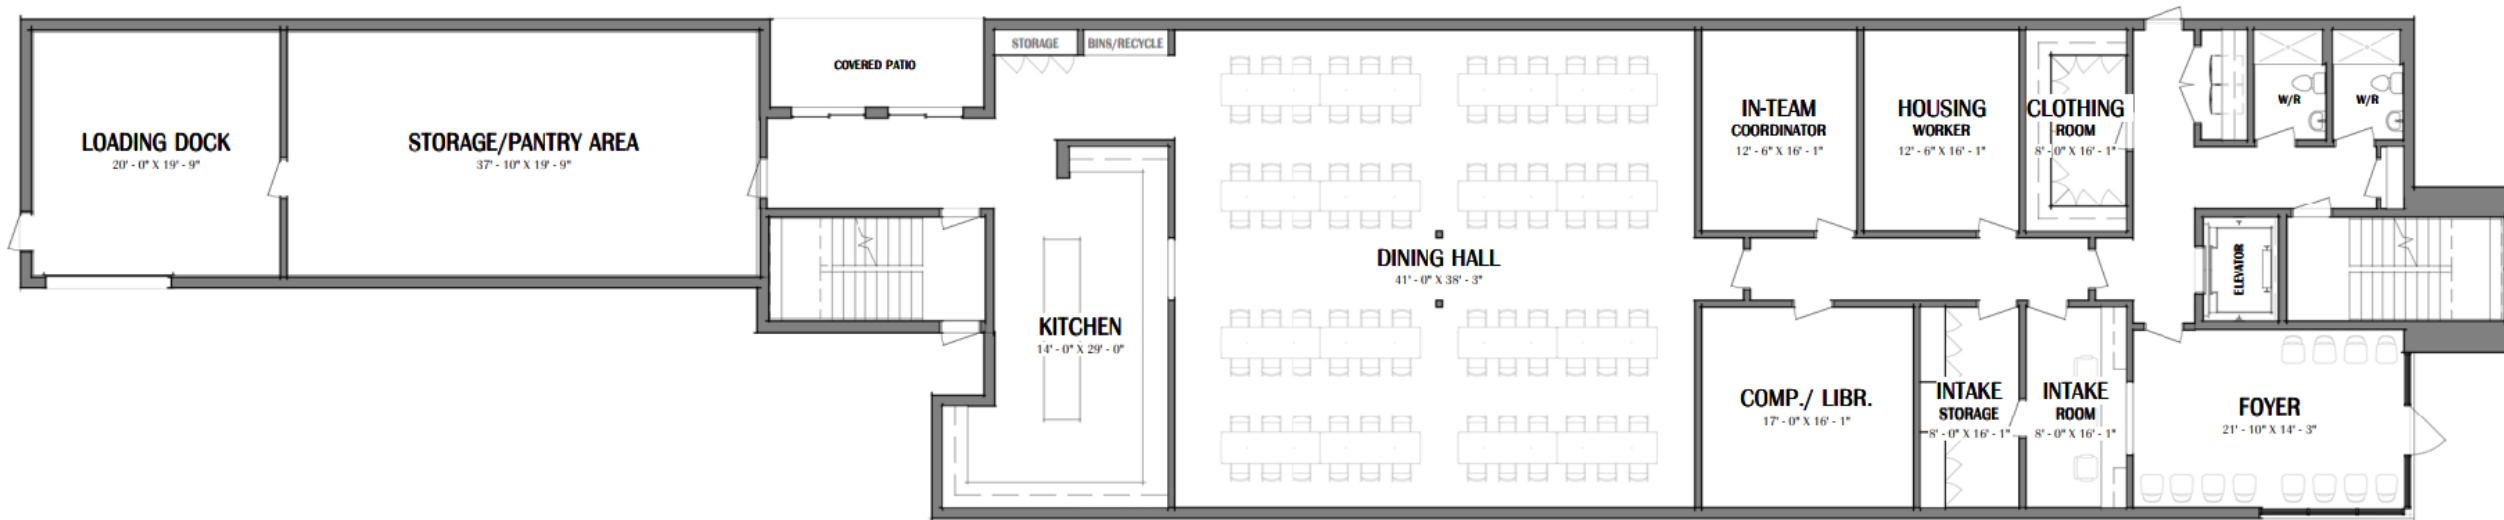 LOADING DOCK
20' - 0" X 19' - 9"
STORAGE/PANTRY AREA
37' - 10" X 19' - 9"
COVERED PATIO
STORAGE
BINS/RECYCLE
KITCHEN
14' - 0" X 29' - 0"
DINING HALL
41' - 0" X 38' - 3"
IN-TEAM
COORDINATOR
12' - 6" X 16' - 1"
HOUSING
WORKER
12' - 6" X 16' - 1"
CLOTHING
ROOM
8' - 0" X 16' - 1"
W/R
W/R
ELEVATOR
COMP./ LIBR.
17' - 0" X 16' - 1"
INTAKE
STORAGE
8' - 0" X 16' - 1"
INTAKE
ROOM
8' - 0" X 16' - 1"
FOYER
21' - 10" X 14' - 3"